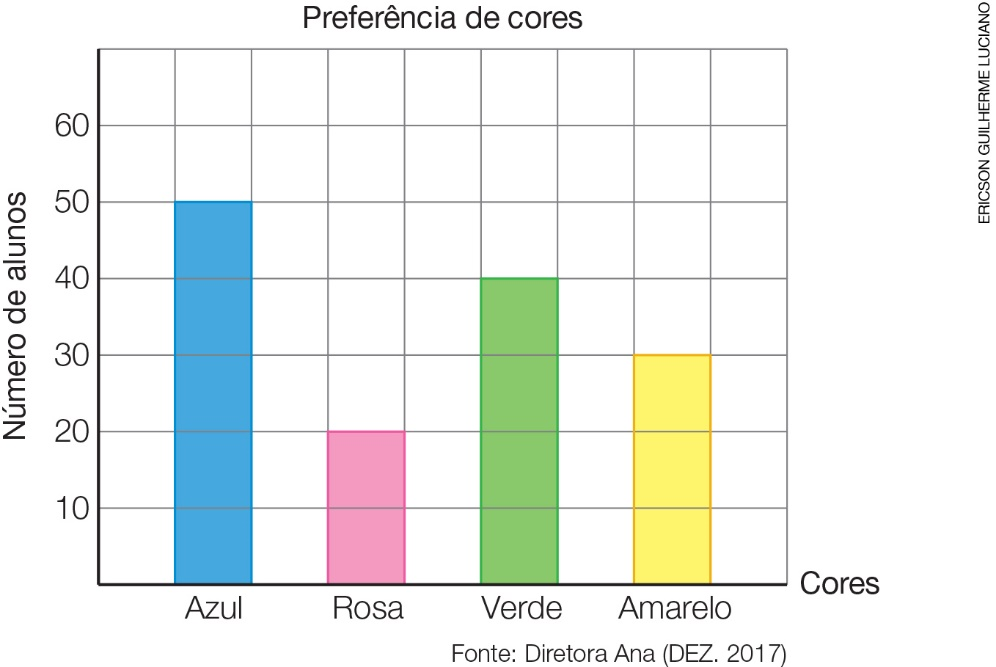 Preferência de cores
ERICSON GUILHERME LUCIANO
Número de alunos
60
50
40
30
20
10
Azul Rosa Verde Amarelo
Cores
Fonte: Diretora Ana (DEZ. 2017)